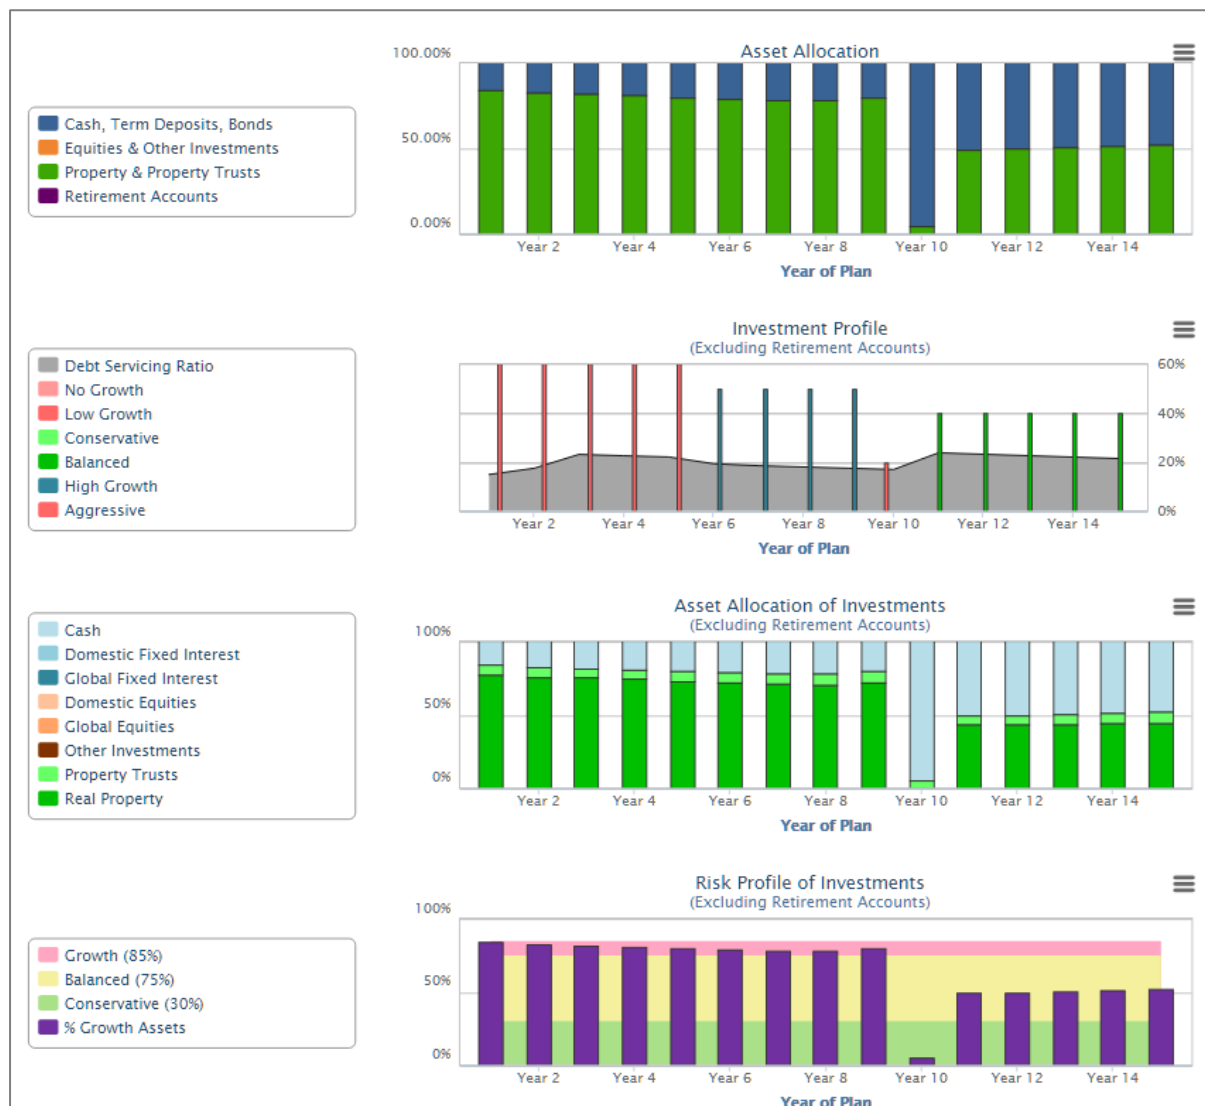 Asset Allocation
100.00%
50.00%
0.00%
Cash, Term Deposits, Bonds
Equities & Other Investments
Property & Property Trusts
Retirement Accounts
Year 2 Year 4 Year 6 Year 8 Year 10 Year 12 Year 14
Year of Plan
Investment Profile
(Excluding Retirement Accounts)
Debt Servicing Ratio
No Growth
Low Growth
Conservative
Balanced
High Growth
Aggressive
60%
40%
20%
0%
Year 2 Year 4 Year 6 Year 8 Year 10 Year 12 Year 14
Year of Plan
Asset Allocation of Investments
(Excluding Retirement Accounts)
100%
50%
0%
Cash
Domestic Fixed Interest
Global Fixed Interest
Domestic Equities
Global Equities
Other Investments
Property Trusts
Real Property
Year 2 Year 4 Year 6 Year 8 Year 10 Year 12 Year 14
Year of Plan
Risk Profile of Investments
(Excluding Retirement Accounts)
100%
50%
0%
Growth (85%)
Balanced (75%)
Conservative (30%)
% Growth Assets
Year 2 Year 4 Year 6 Year 8 Year 10 Year 12 Year 14
Year of Plan